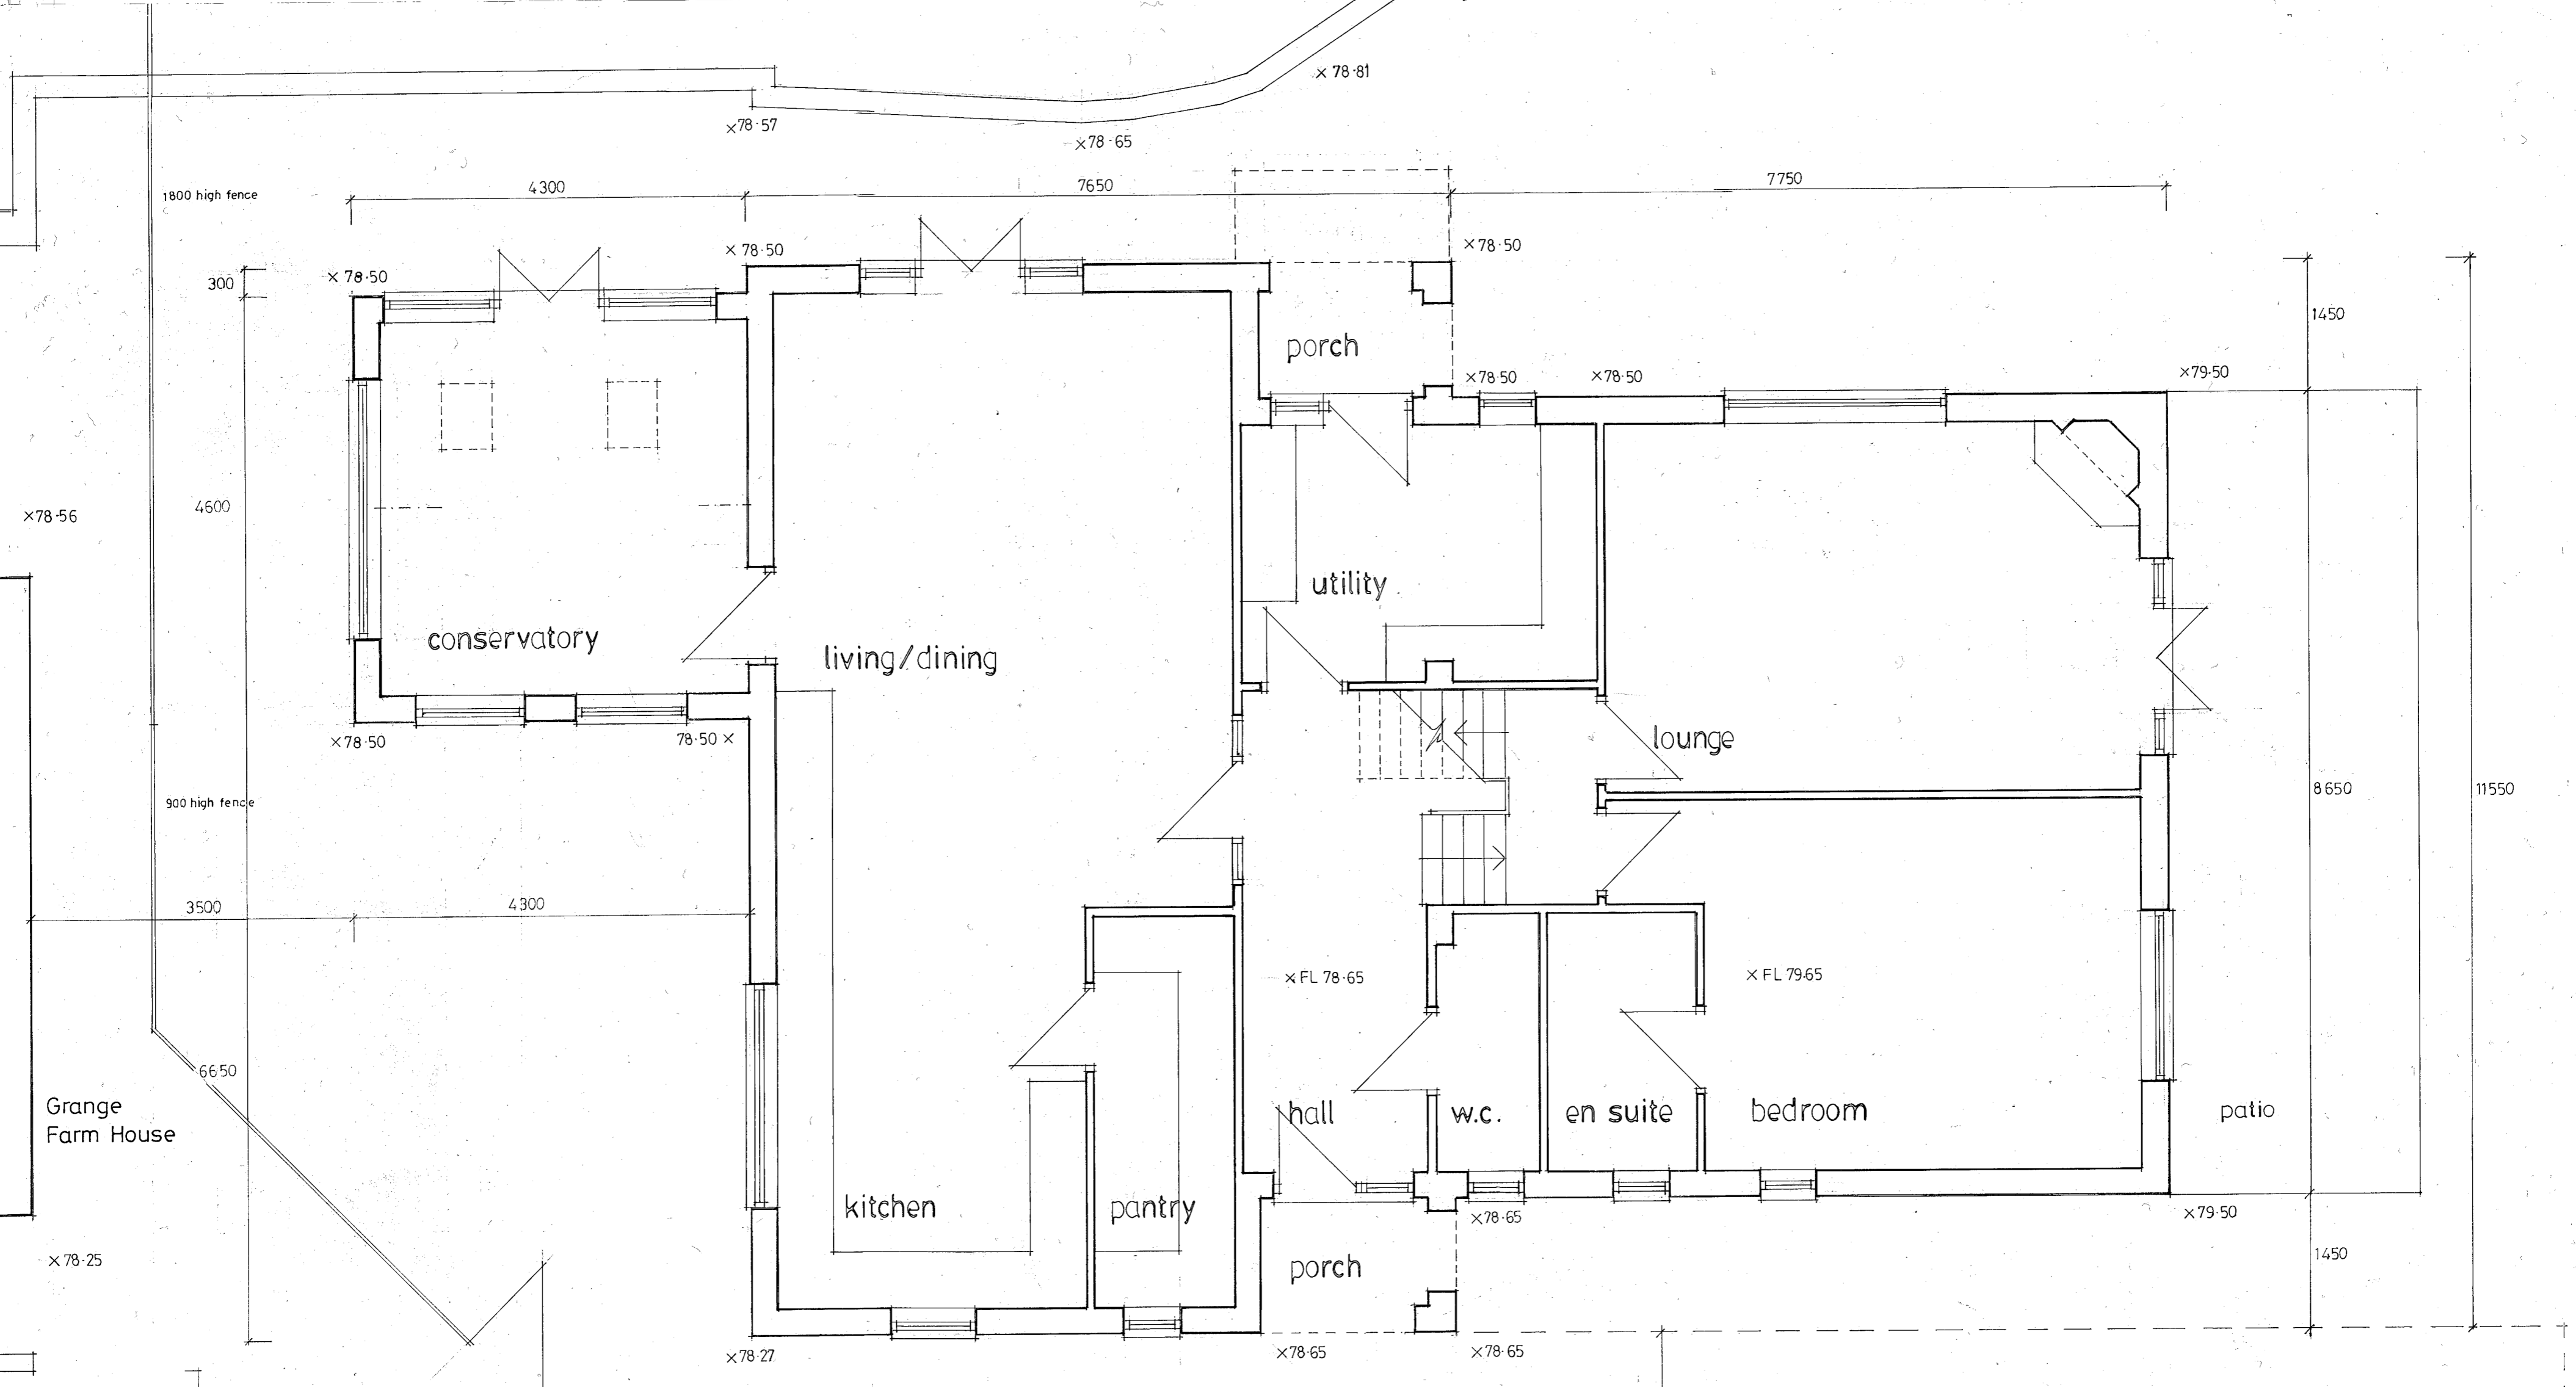 ×78·81
×78·57
×78·65
1800 high fence
4300
7650
7750
×78·50
×78·50
×78·50
300
1450
porch
×78·50
×78·50
×79·50
4600
×78·56
utility
conservatory
living/dining
lounge
×78·50
78·50×
8650
11550
900 high fence
3500
4300
×FL 78·65
×FL 79·65
6650
Grange
Farm House
hall
w.c.
en suite
bedroom
patio
kitchen
pantry
×78·65
×79·50
×78·25
porch
1450
×78·27
×78·65
×78·65